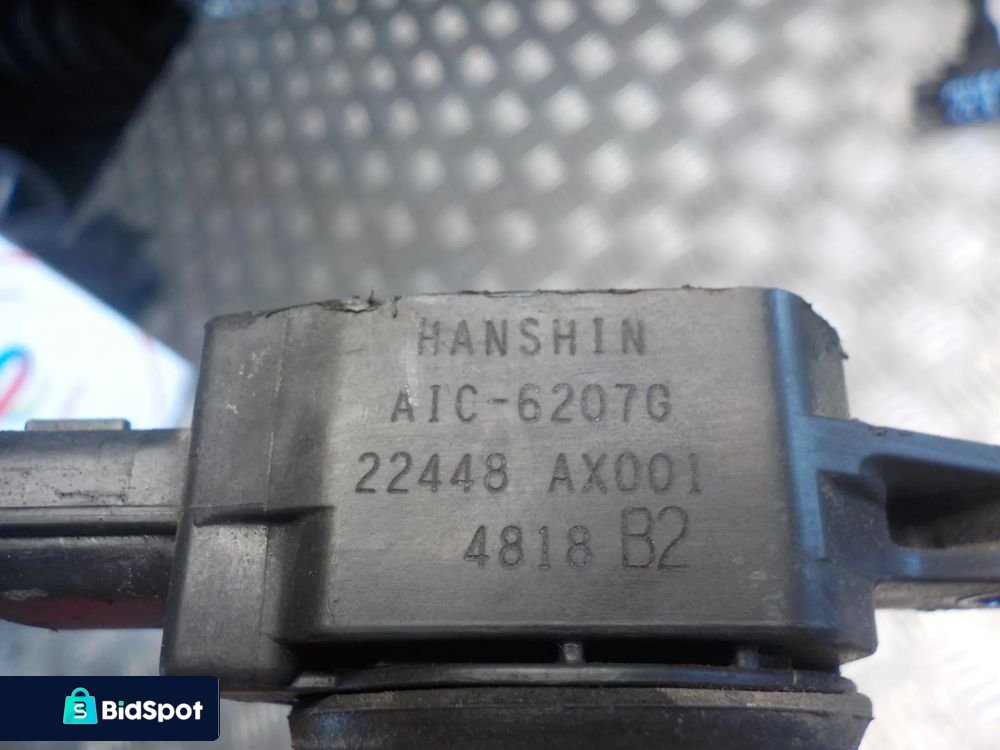 HANSHIN
AIC-6207G
22448 AX001
4818 B2
BidSpot